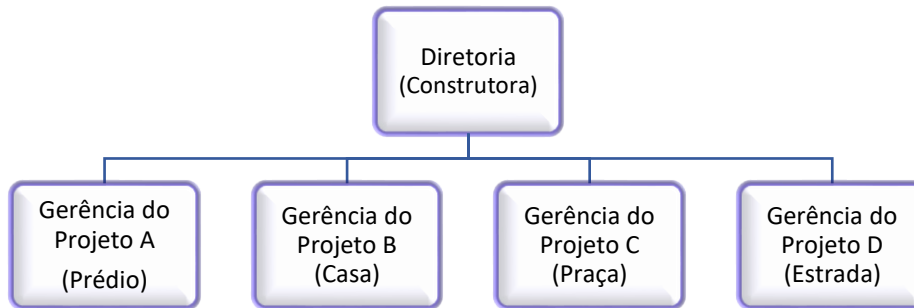 Diretoria
(Construtora)
Gerência do
Projeto A
(Prédio)
Gerência do
Projeto B
(Casa)
Gerência do
Projeto C
(Praça)
Gerência do
Projeto D
(Estrada)